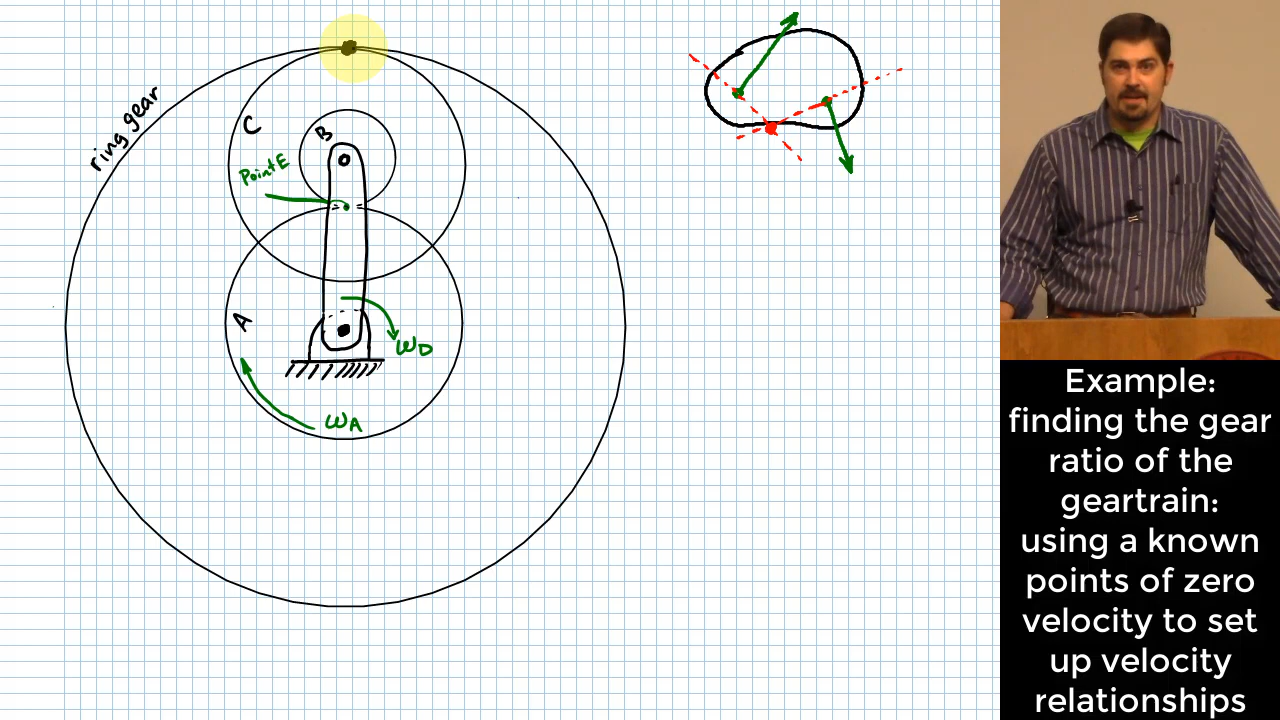 ring gear
C
B
Point E
A
ωD
ωA
Example:
finding the gear
ratio of the
geartrain:
using a known
points of zero
velocity to set
up velocity
relationships